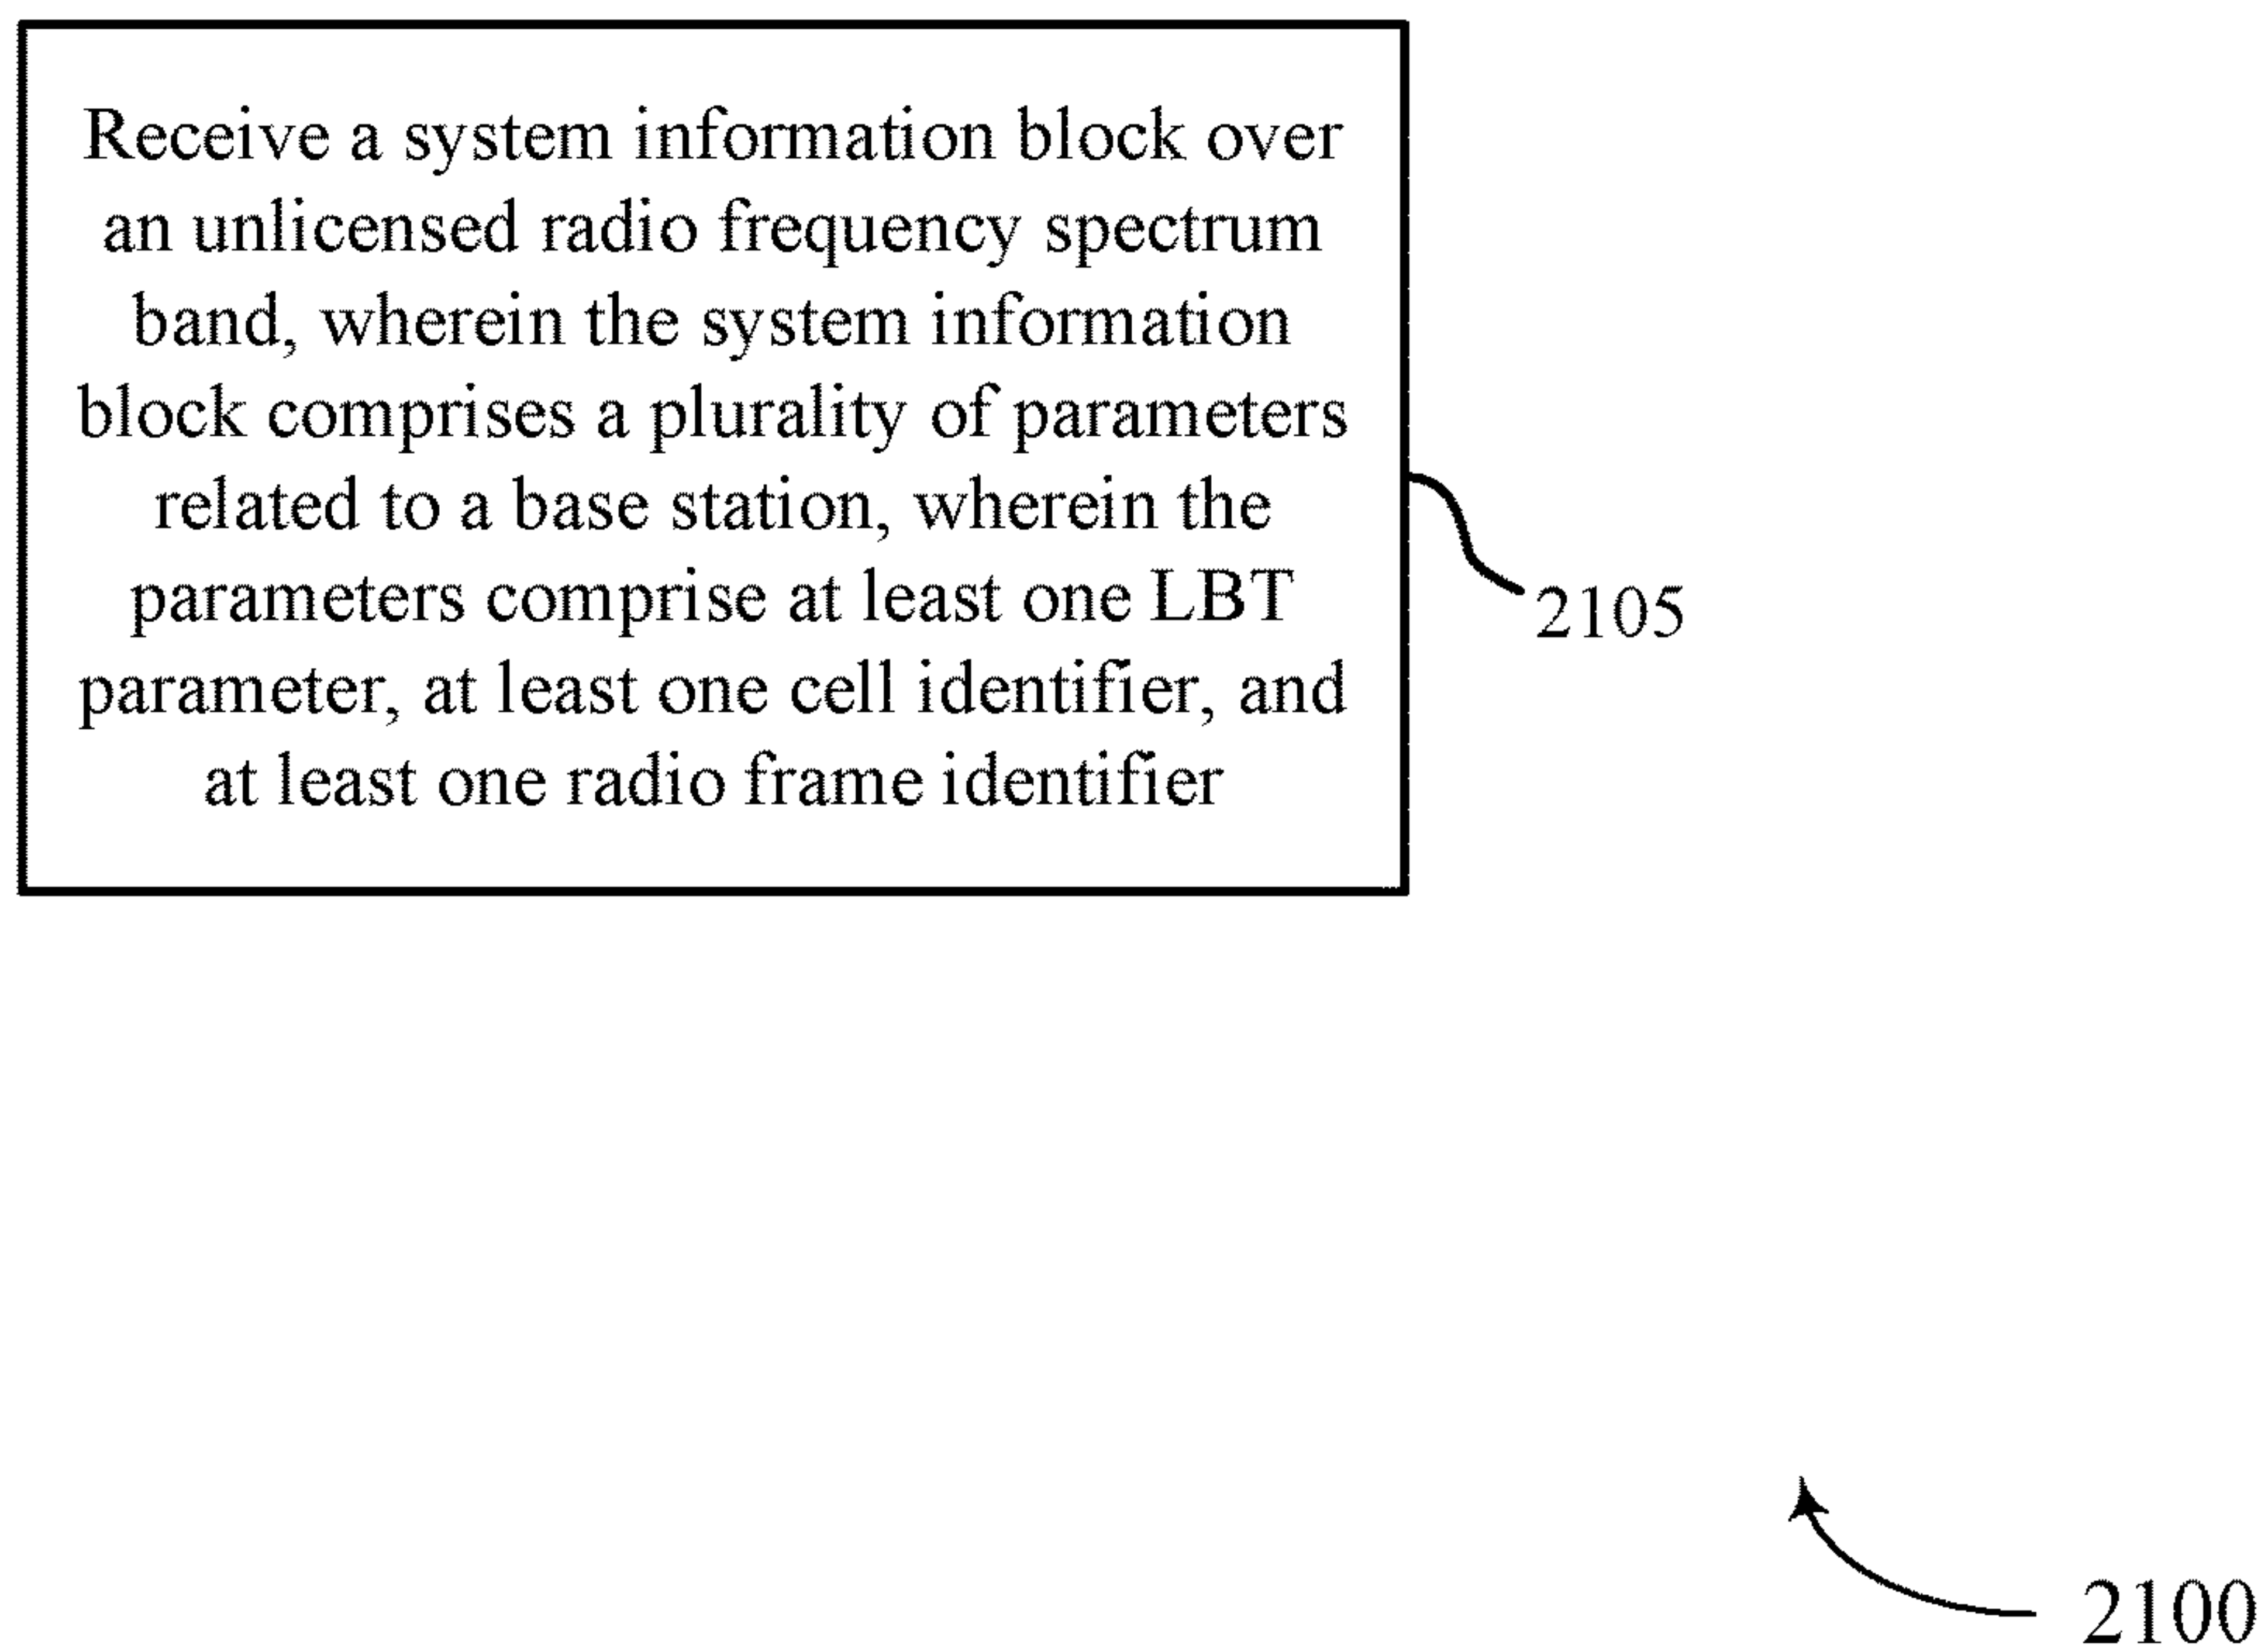 Receive a system information block over
an unlicensed radio frequency spectrum
band, wherein the system information
block comprises a plurality of parameters
related to a base station, wherein the
parameters comprise at least one LBT
parameter, at least one cell identifier, and
at least one radio frame identifier
2105
2100